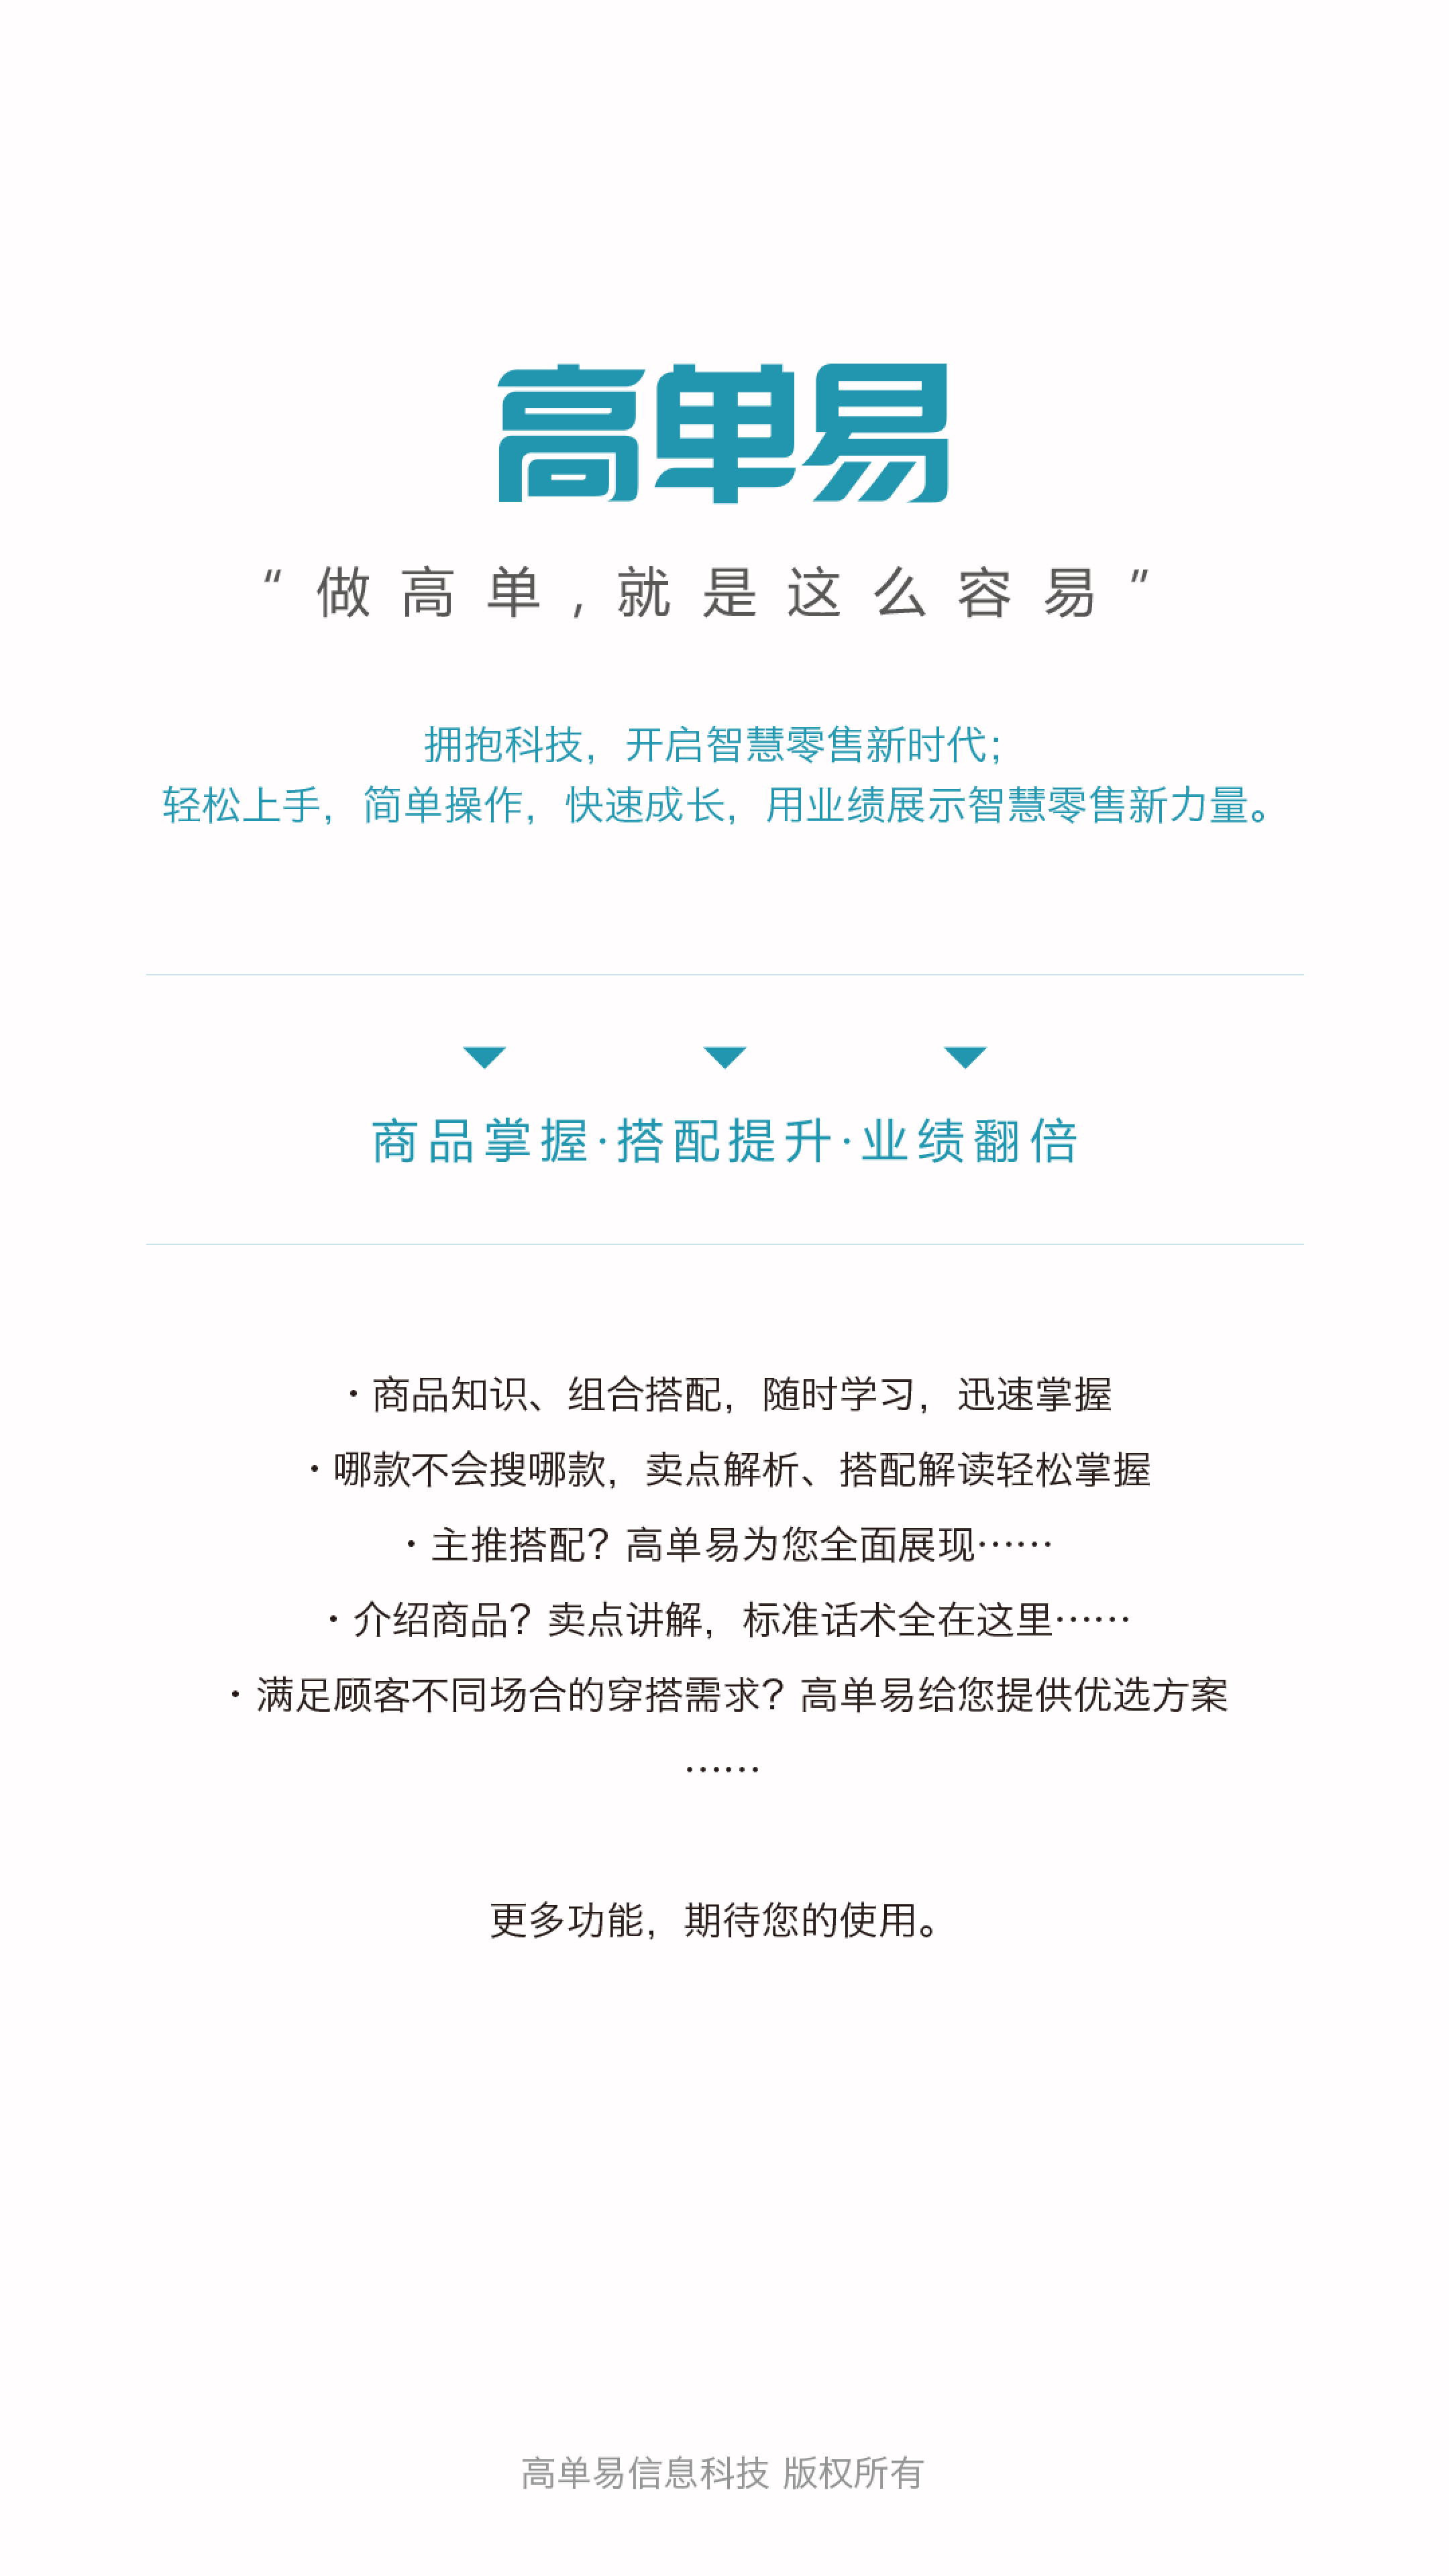 高单易
“做高单,就是这么容易”
拥抱科技，开启智慧零售新时代；
轻松上手，简单操作，快速成长，用业绩展示智慧零售新力量。
商品掌握·搭配提升·业绩翻倍
·商品知识、组合搭配，随时学习，迅速掌握
·哪款不会搜哪款，卖点解析、搭配解读轻松掌握
·主推搭配？高单易为您全面展现……
·介绍商品？卖点讲解，标准话术全在这里……
·满足顾客不同场合的穿搭需求？高单易给您提供优选方案
……
更多功能，期待您的使用。
高单易信息科技 版权所有